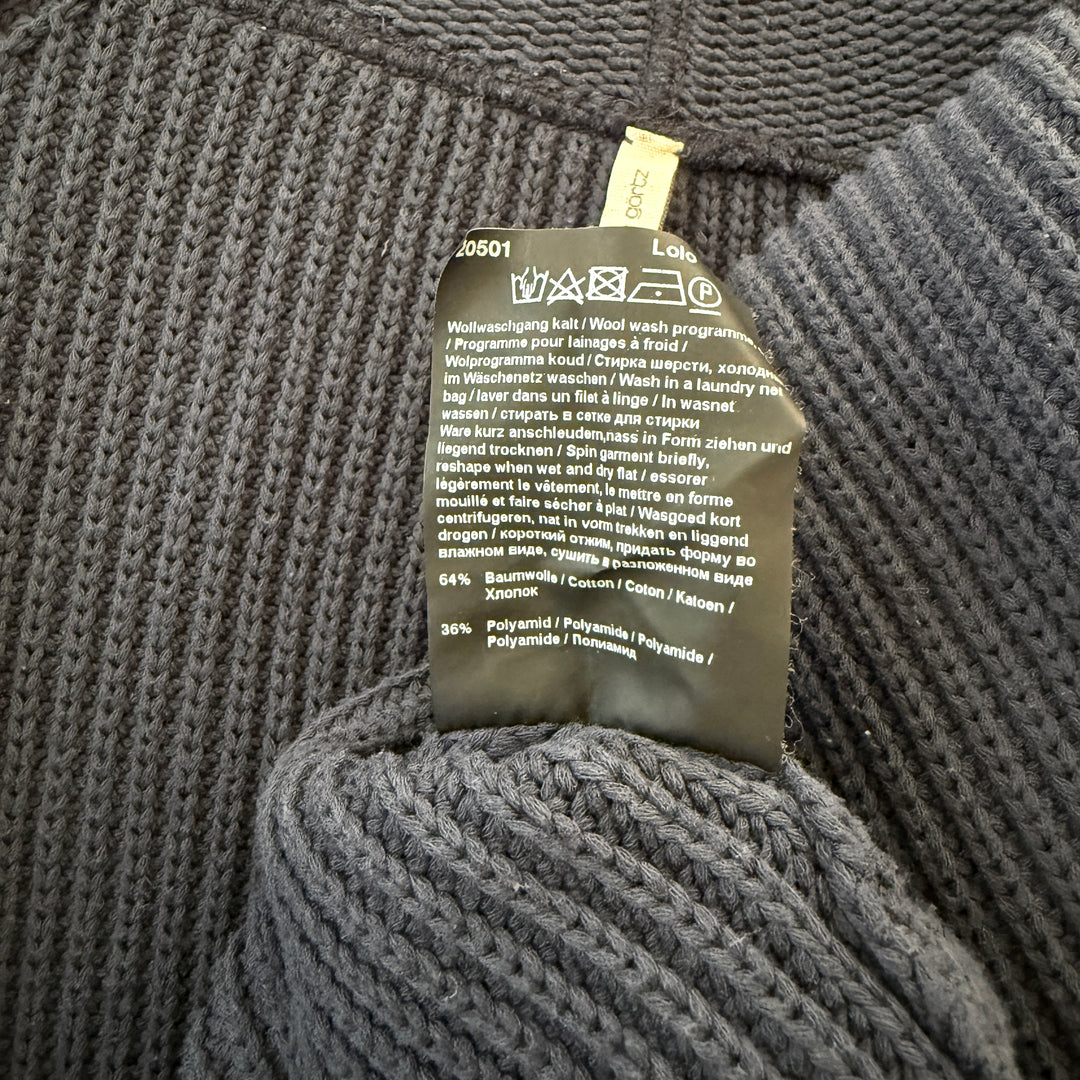 görtz
20501 Lolo
P
Wollwaschgang kalt / Wool wash programme
/ Programme pour lainages à froid /
Wolprogramma koud / Стирка шерсти,
im Wäschenetz waschen / Wash in a laundry net
bag / laver dans un filet à linge / In wasnet
wassen / стирать в сетке для стирки
Ware kurz anschleudern,nass in Form ziehen und
liegend trocknen / Spin garment briefly,
reshape when wet and dry flat / essorer
légèrement le vêtement, le mettre en forme
mouillé et faire sécher à plat / Wasgoed kort
centrifugeren, nat in vorm trekken en liggend
drogen / короткий отжим, придать форму во
влажном виде, сушить в разложенном виде
64% Baumwolle / Cotton / Coton / Katoen /
Хлопок
36% Polyamid / Polyamide / Polyamide /
Polyamide / Полиамид